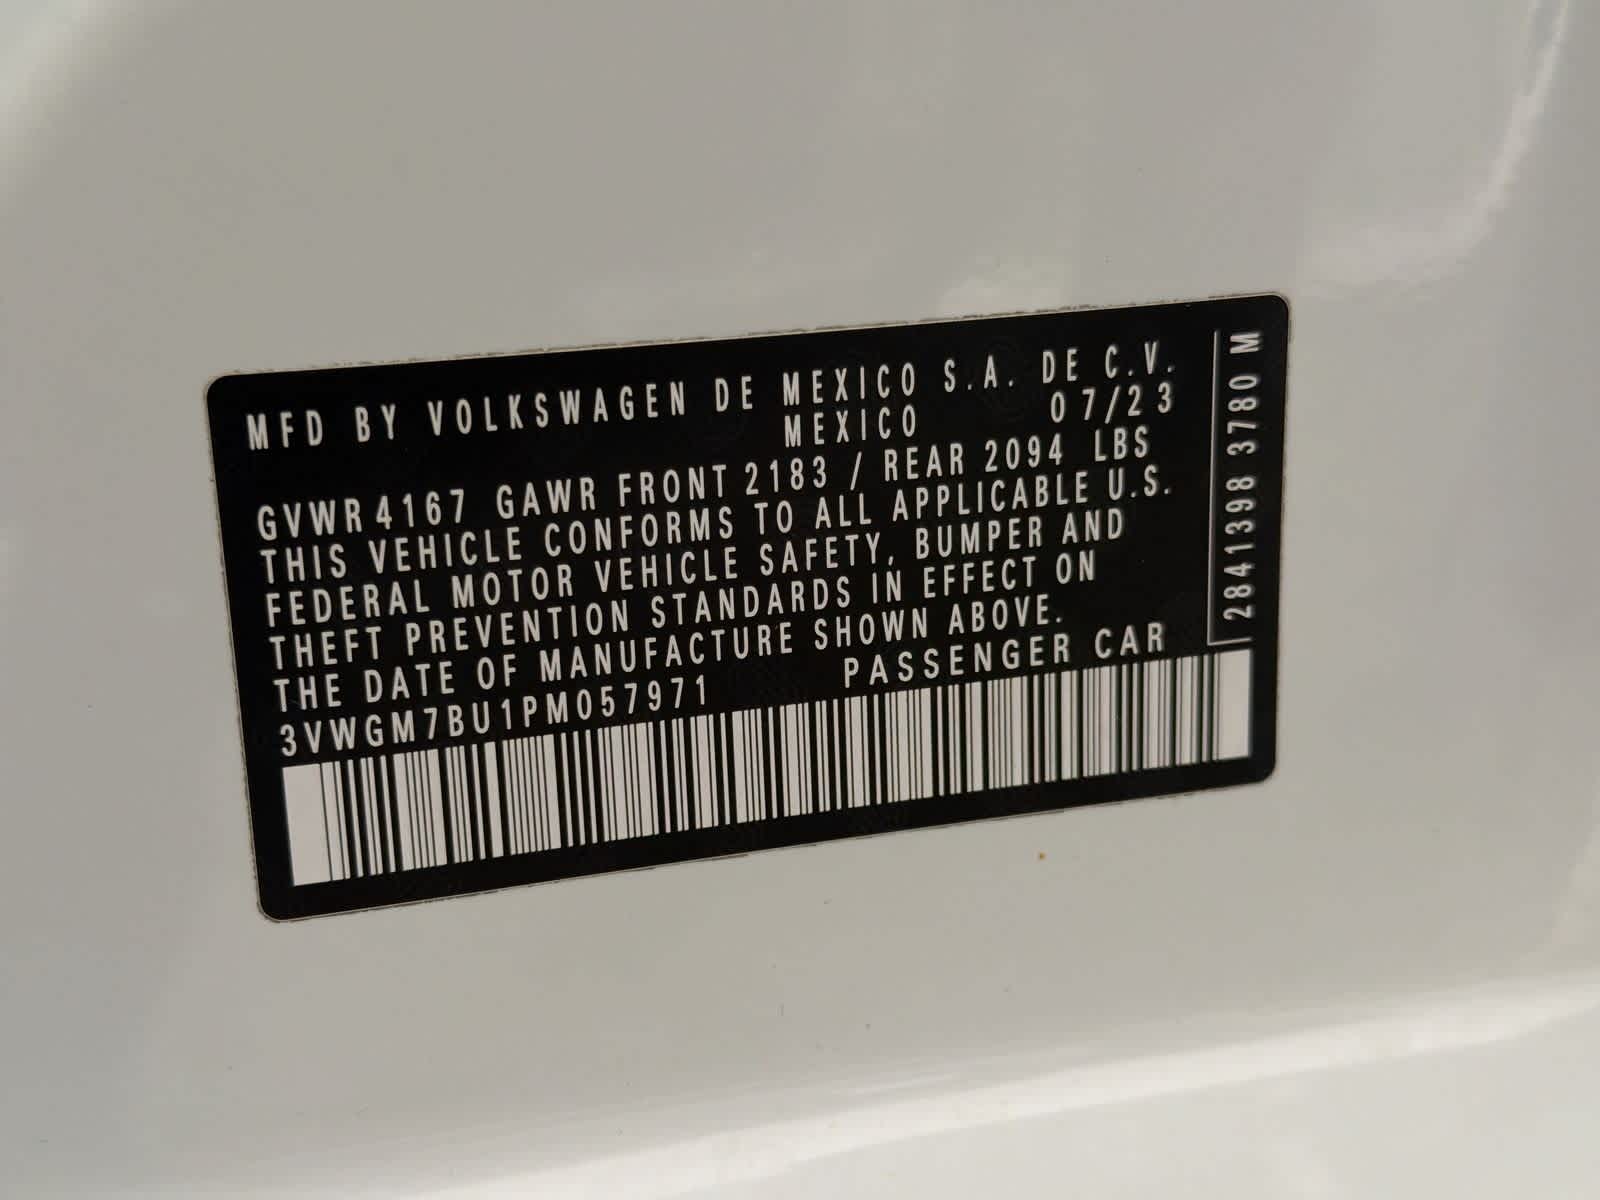 MFD BY VOLKSWAGEN DE MEXICO S.A. DE C.V.
MEXICO 07/23
GVWR 4167 GAWR FRONT 2183 / REAR 2094 LBS
THIS VEHICLE CONFORMS TO ALL APPLICABLE U.S.
FEDERAL MOTOR VEHICLE SAFETY, BUMPER AND
THEFT PREVENTION STANDARDS IN EFFECT ON
THE DATE OF MANUFACTURE SHOWN ABOVE.
3VWGM7BU1PM057971 PASSENGER CAR
2841398 3780 M